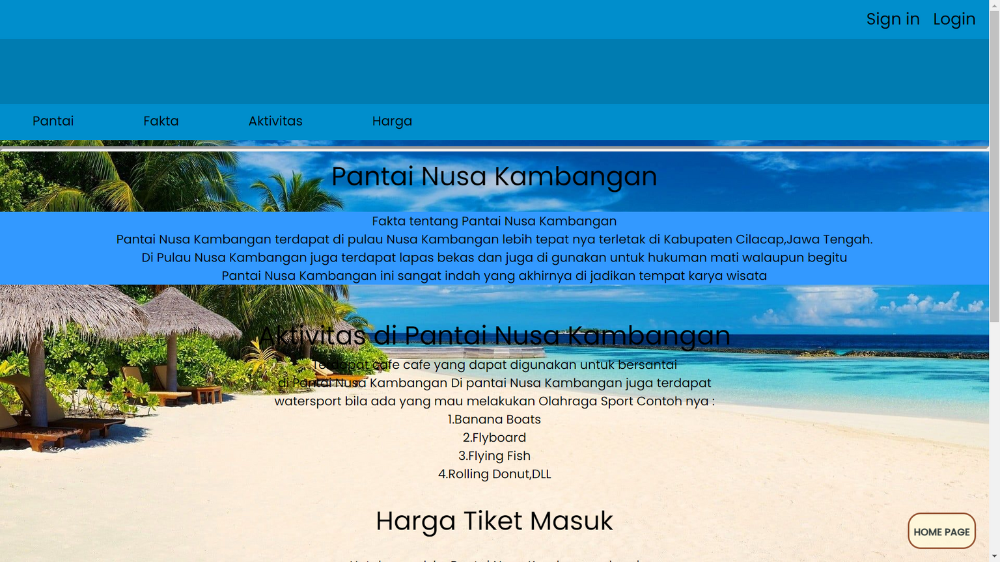 Sign in Login
Pantai Fakta Aktivitas Harga
Pantai Nusa Kambangan
Fakta tentang Pantai Nusa Kambangan
Pantai Nusa Kambangan terdapat di pulau Nusa Kambangan lebih tepat nya terletak di Kabupaten Cilacap,Jawa Tengah.
Di Pulau Nusa Kambangan juga terdapat lapas bekas dan juga di gunakan untuk hukuman mati walaupun begitu
Pantai Nusa Kambangan ini sangat indah yang akhirnya di jadikan tempat karya wisata
Aktivitas di Pantai Nusa Kambangan
Terdapat cafe cafe yang dapat digunakan untuk bersantai
di Pantai Nusa Kambangan Di pantai Nusa Kambangan juga terdapat
watersport bila ada yang mau melakukan Olahraga Sport Contoh nya :
1.Banana Boats
2.Flyboard
3.Flying Fish
4.Rolling Donut,DLL
Harga Tiket Masuk
HOME PAGE